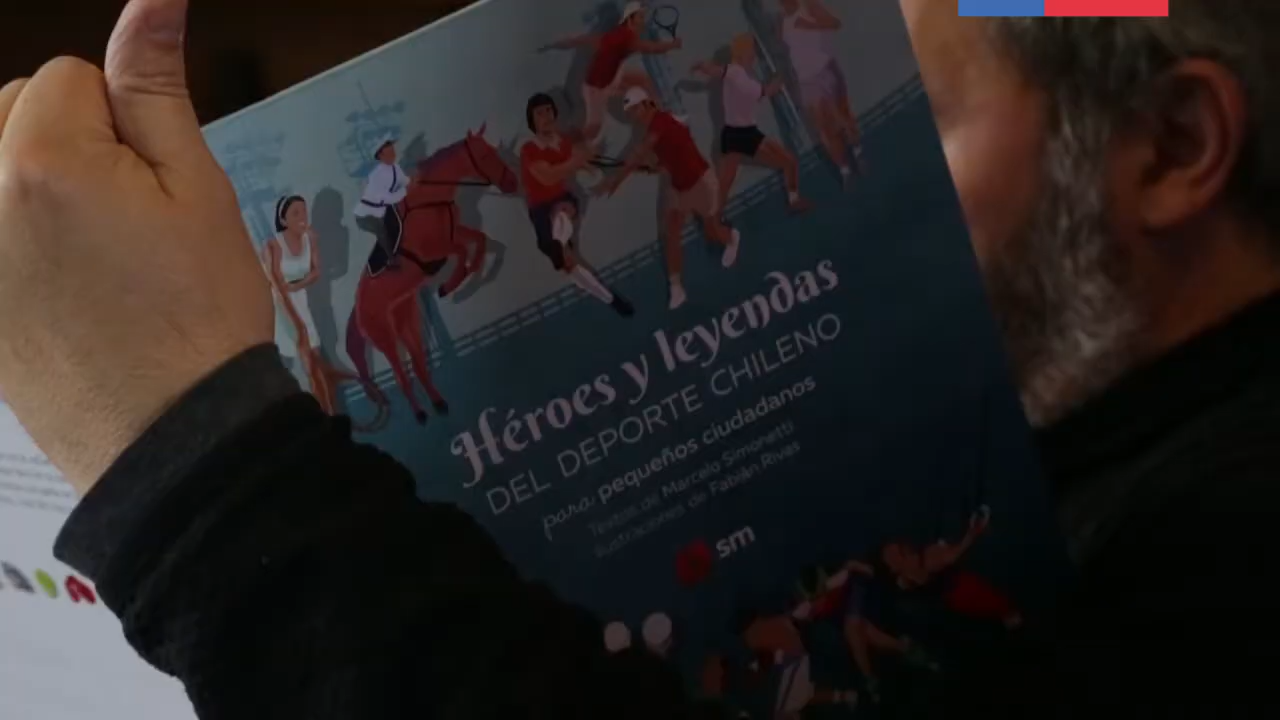 Héroes y leyendas
DEL DEPORTE CHILENO
para pequeños ciudadanos
Textos de Marcelo Simonetti
Ilustraciones de Fabián Rivas
sm